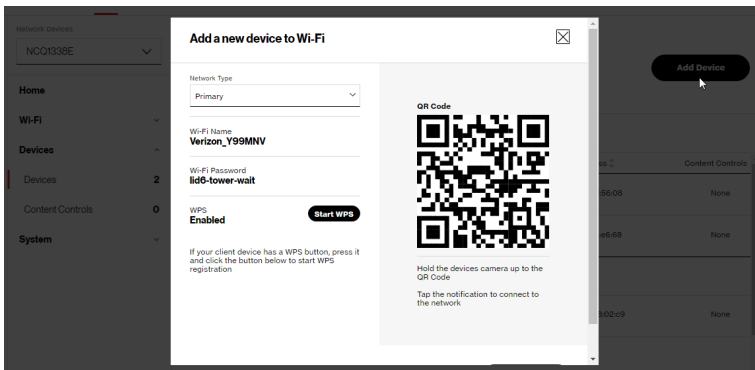 Network Devices
NCQ1338E
Home
Wi-Fi
Devices
Devices 2
Content Controls 0
System
Add a new device to Wi-Fi
Network Type
Primary
Wi-Fi Name
Verizon_Y99MNV
Wi-Fi Password
lid6-tower-wait
WPS
Enabled
Start WPS
If your client device has a WPS button, press it
and click the button below to start WPS
registration
QR Code
Hold the devices camera up to the
QR Code
Tap the notification to connect to
the network
Add Device
ss Content Controls
:56:08 None
:e6:68 None
3:02:c9 None